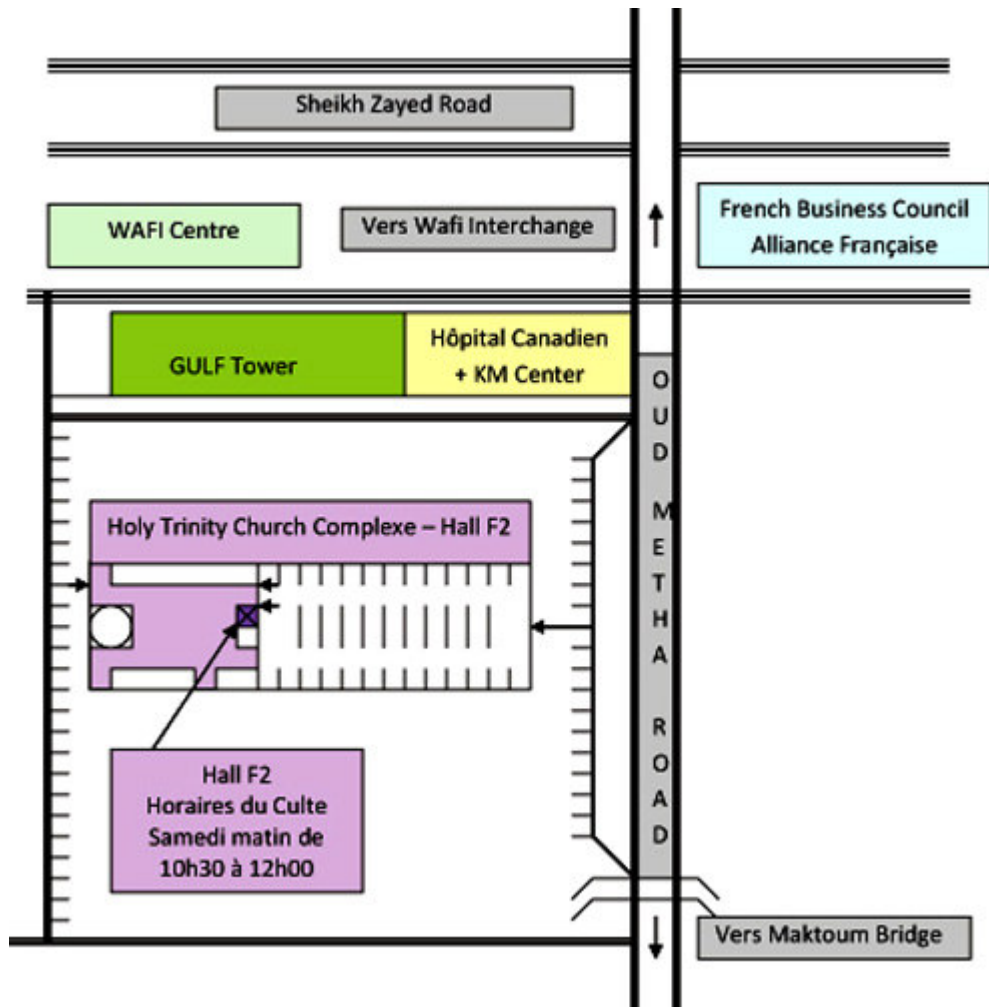 Sheikh Zayed Road
WAFI Centre
Vers Wafi Interchange
French Business Council
Alliance Française
GULF Tower
Hôpital Canadien
+ KM Center
OUD METHA ROAD
Holy Trinity Church Complexe – Hall F2
Hall F2
Horaires du Culte
Samedi matin de
10h30 à 12h00
Vers Maktoum Bridge